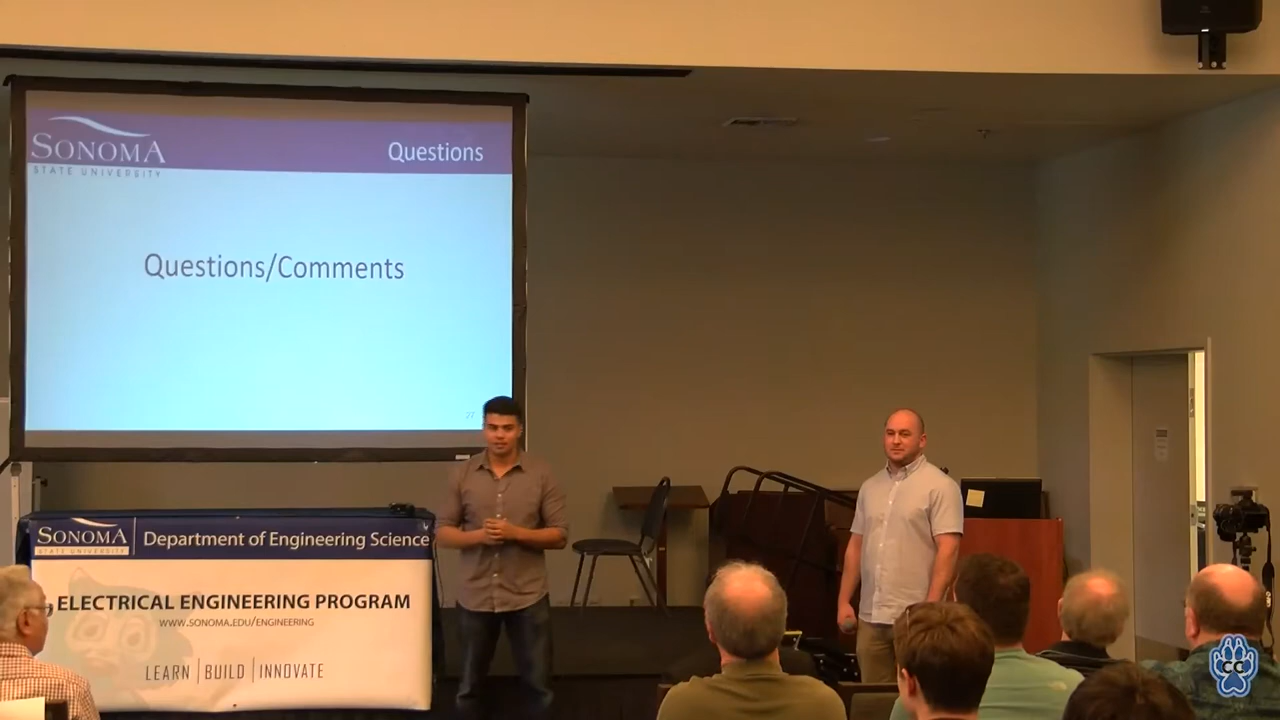 SONOMA
STATE UNIVERSITY
Questions
Questions/Comments
27
SONOMA
STATE UNIVERSITY
Department of Engineering Science
ELECTRICAL ENGINEERING PROGRAM
WWW.SONOMA.EDU/ENGINEERING
LEARN | BUILD | INNOVATE
CC